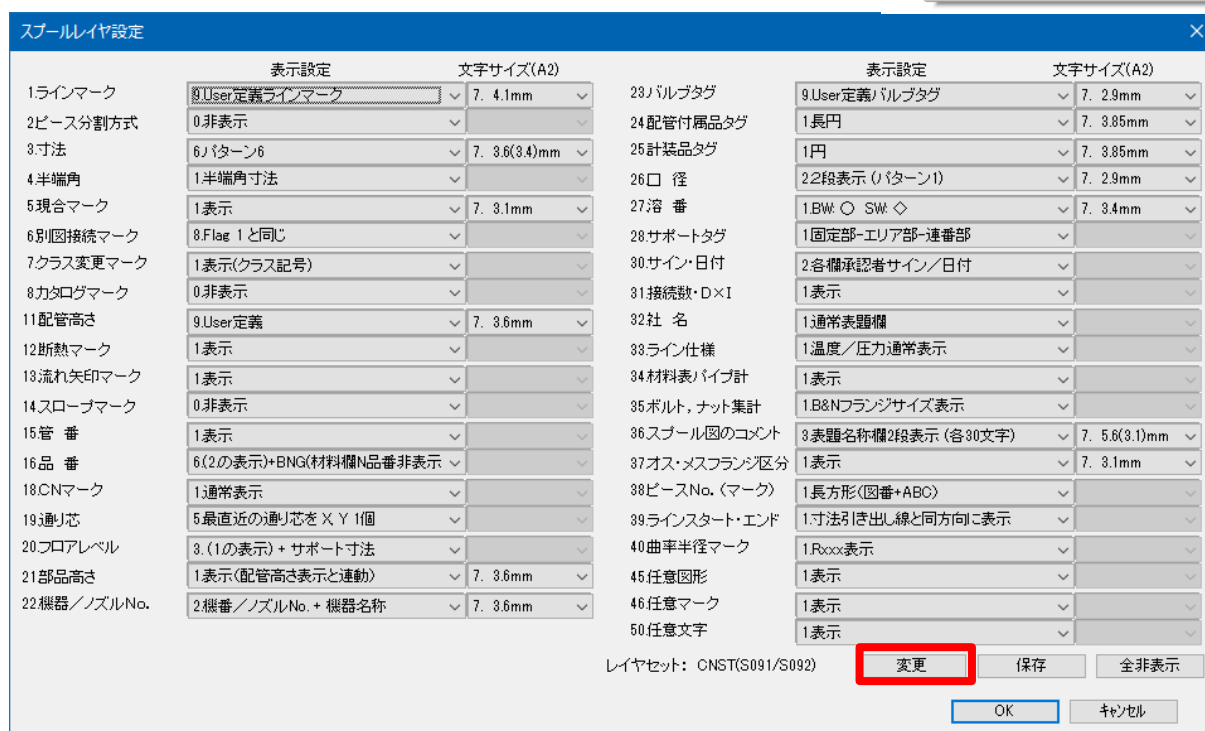 スプールレイヤ設定
表示設定 文字サイズ(A2)
1.ラインマーク 9.User定義ラインマーク 7. 4.1mm
2.ピース分割方式 0.非表示
3.寸法 6.パターン6 7. 3.6(3.4)mm
4.半端角 1.半端角寸法
5.現合マーク 1.表示 7. 3.1mm
6.別図接続マーク 8.Flag 1 と同じ
7.クラス変更マーク 1.表示(クラス記号)
8.カタログマーク 0.非表示
11.配管高さ 9.User定義 7. 3.6mm
12.断熱マーク 1.表示
13.流れ矢印マーク 1.表示
14.スロープマーク 0.非表示
15.管 番 1.表示
16.品 番 6.(2.の表示)+BNG(材料欄N品番非表示
18.CNマーク 1.通常表示
19.通り芯 5.最直近の通り芯を X, Y 1個
20.フロアレベル 3. (1.の表示) + サポート寸法
21.部品高さ 1.表示(配管高さ表示と連動) 7. 3.6mm
22.機器/ノズルNo. 2.機番/ノズルNo. + 機器名称 7. 3.6mm
表示設定 文字サイズ(A2)
23.バルブタグ 9.User定義バルブタグ 7. 2.9mm
24.配管付属品タグ 1.長円 7. 3.85mm
25.計装品タグ 1.円 7. 3.85mm
26.口 径 2.2段表示 (パターン1) 7. 2.9mm
27.溶 番 1.BW: ○ SW: ◇ 7. 3.4mm
28.サポートタグ 1.固定部-エリア部-連番部
30.サイン・日付 2.各欄承認者サイン/日付
31.接続数・D×I 1.表示
32.社 名 1.通常表題欄
33.ライン仕様 1.温度/圧力通常表示
34.材料表パイプ計 1.表示
35.ボルト, ナット集計 1.B&Nフランジサイズ表示
36.スプール図のコメント 3.表題名称欄2段表示 (各30文字) 7. 5.6(3.1)mm
37.オス・メスフランジ区分 1.表示 7. 3.1mm
38.ピースNo. (マーク) 1.長方形(図番+ABC)
39.ラインスタート・エンド 1.寸法引き出し線と同方向に表示
40.曲率半径マーク 1.Rxxx表示
45.任意図形 1.表示
46.任意マーク 1.表示
50.任意文字 1.表示
レイヤセット: CNST(S091/S092) 変更 保存 全非表示
OK キャンセル